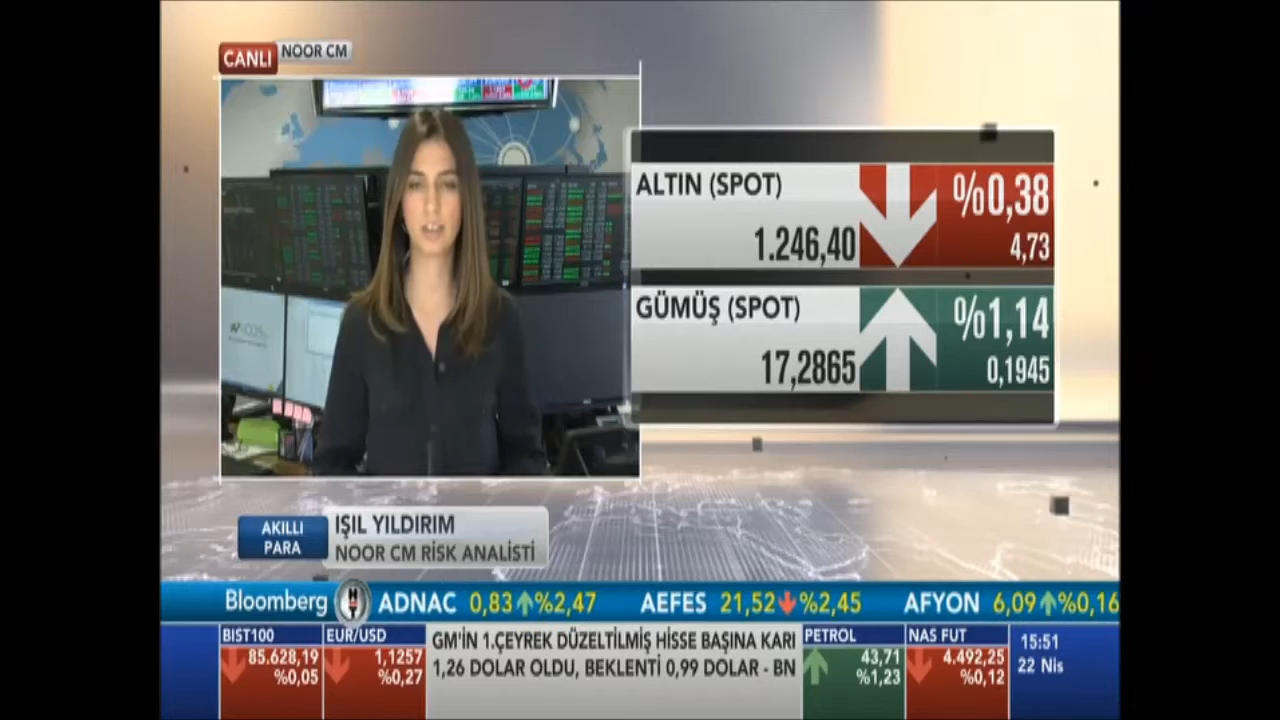 CANLI NOOR CM
ALTIN (SPOT) %0,38
1.246,40 4,73
GÜMÜŞ (SPOT) %1,14
17,2865 0,1945
AKILLI PARA
IŞIL YILDIRIM
NOOR CM RİSK ANALİSTİ
Bloomberg HT ADNAC 0,83 %2,47 AEFES 21,52 %2,45 AFYON 6,09 %0,16
BIST100
85.628,19
%0,05
EUR/USD
1,1257
%0,27
GM'İN 1.ÇEYREK DÜZELTİLMİŞ HİSSE BAŞINA KARI
1,26 DOLAR OLDU, BEKLENTİ 0,99 DOLAR - BN
PETROL
43,71
%1,23
NAS FUT
4.492,25
%0,12
15:51
22 Nis